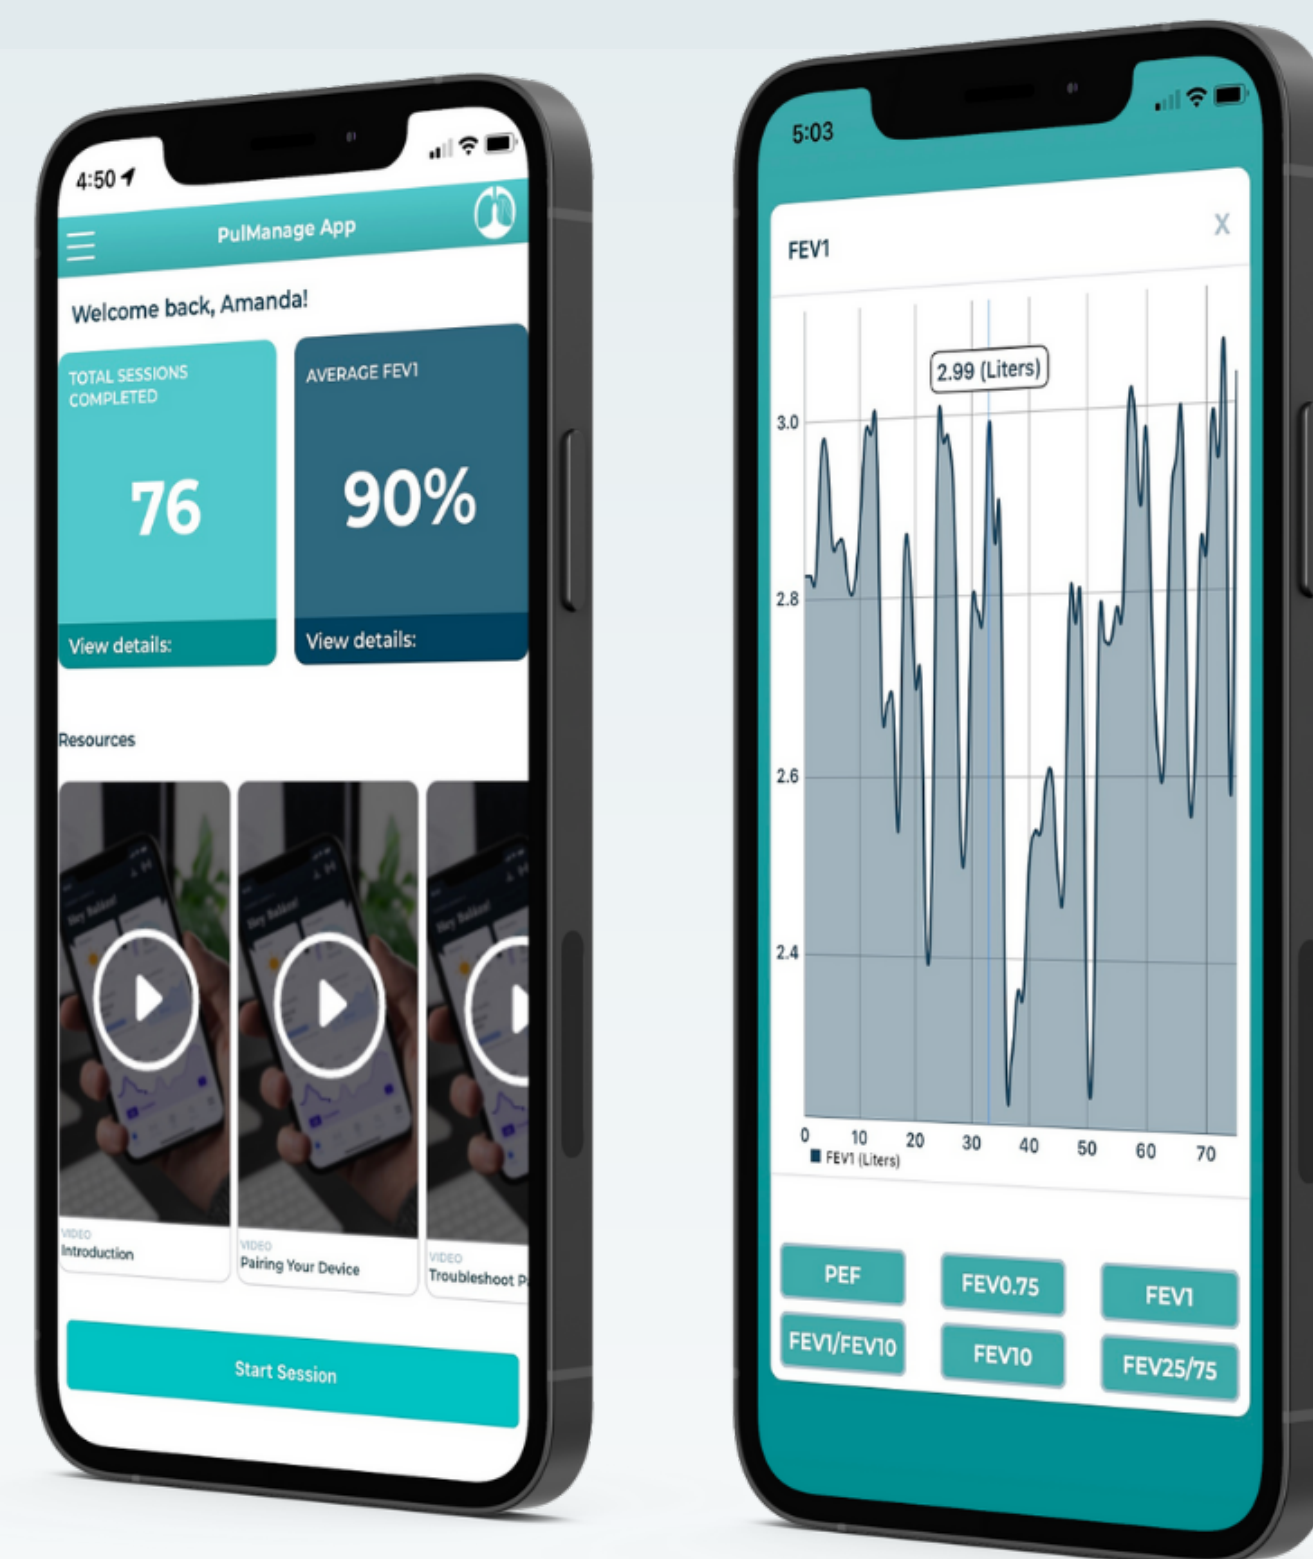 4:50
PulManage App
Welcome back, Amanda!
TOTAL SESSIONS
COMPLETED
76
View details:
AVERAGE FEV1
90%
View details:
Resources
VIDEO
Introduction
VIDEO
Pairing Your Device
VIDEO
Troubleshoot P
Start Session
5:03
FEV1
X
2.99 (Liters)
3.0
2.8
2.6
2.4
0 10 20 30 40 50 60 70
FEV1 (Liters)
PEF FEV0.75 FEV1
FEV1/FEV10 FEV10 FEV25/75